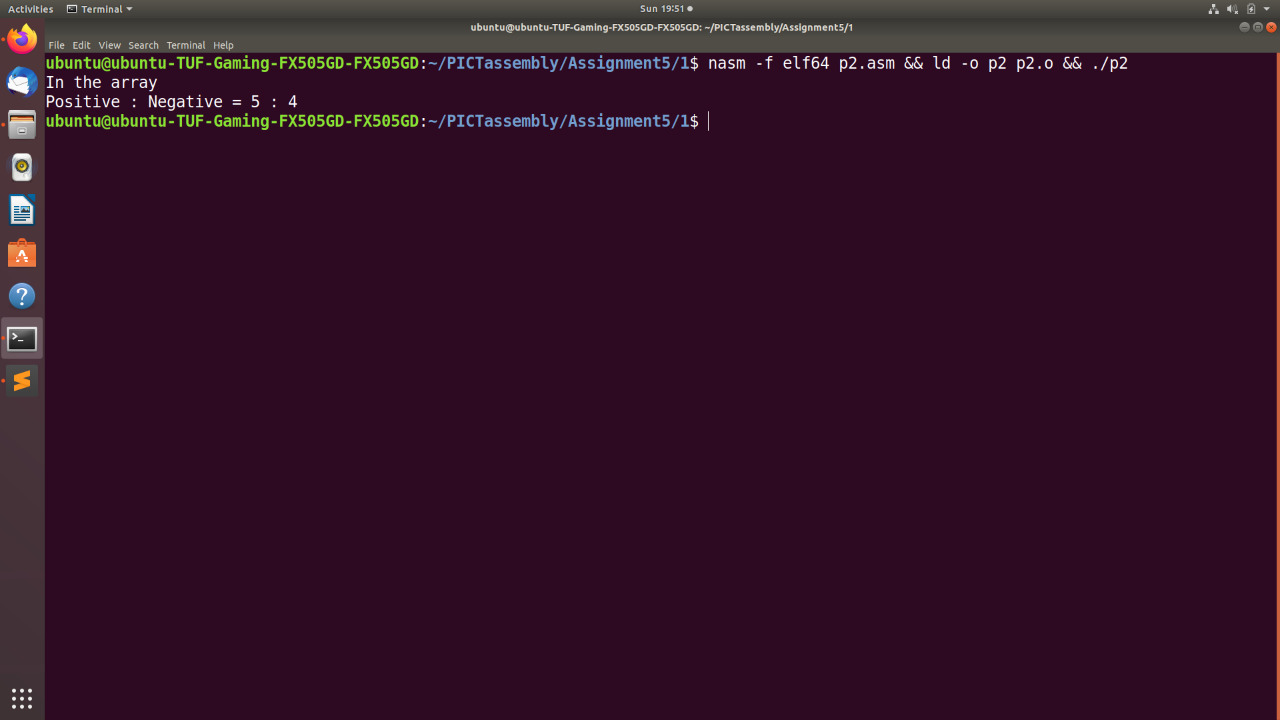 Activities Terminal Sun 19:51
ubuntu@ubuntu-TUF-Gaming-FX505GD-FX505GD: ~/PICTassembly/Assignment5/1
File Edit View Search Terminal Help
ubuntu@ubuntu-TUF-Gaming-FX505GD-FX505GD:~/PICTassembly/Assignment5/1$ nasm -f elf64 p2.asm && ld -o p2 p2.o && ./p2
In the array
Positive : Negative = 5 : 4
ubuntu@ubuntu-TUF-Gaming-FX505GD-FX505GD:~/PICTassembly/Assignment5/1$